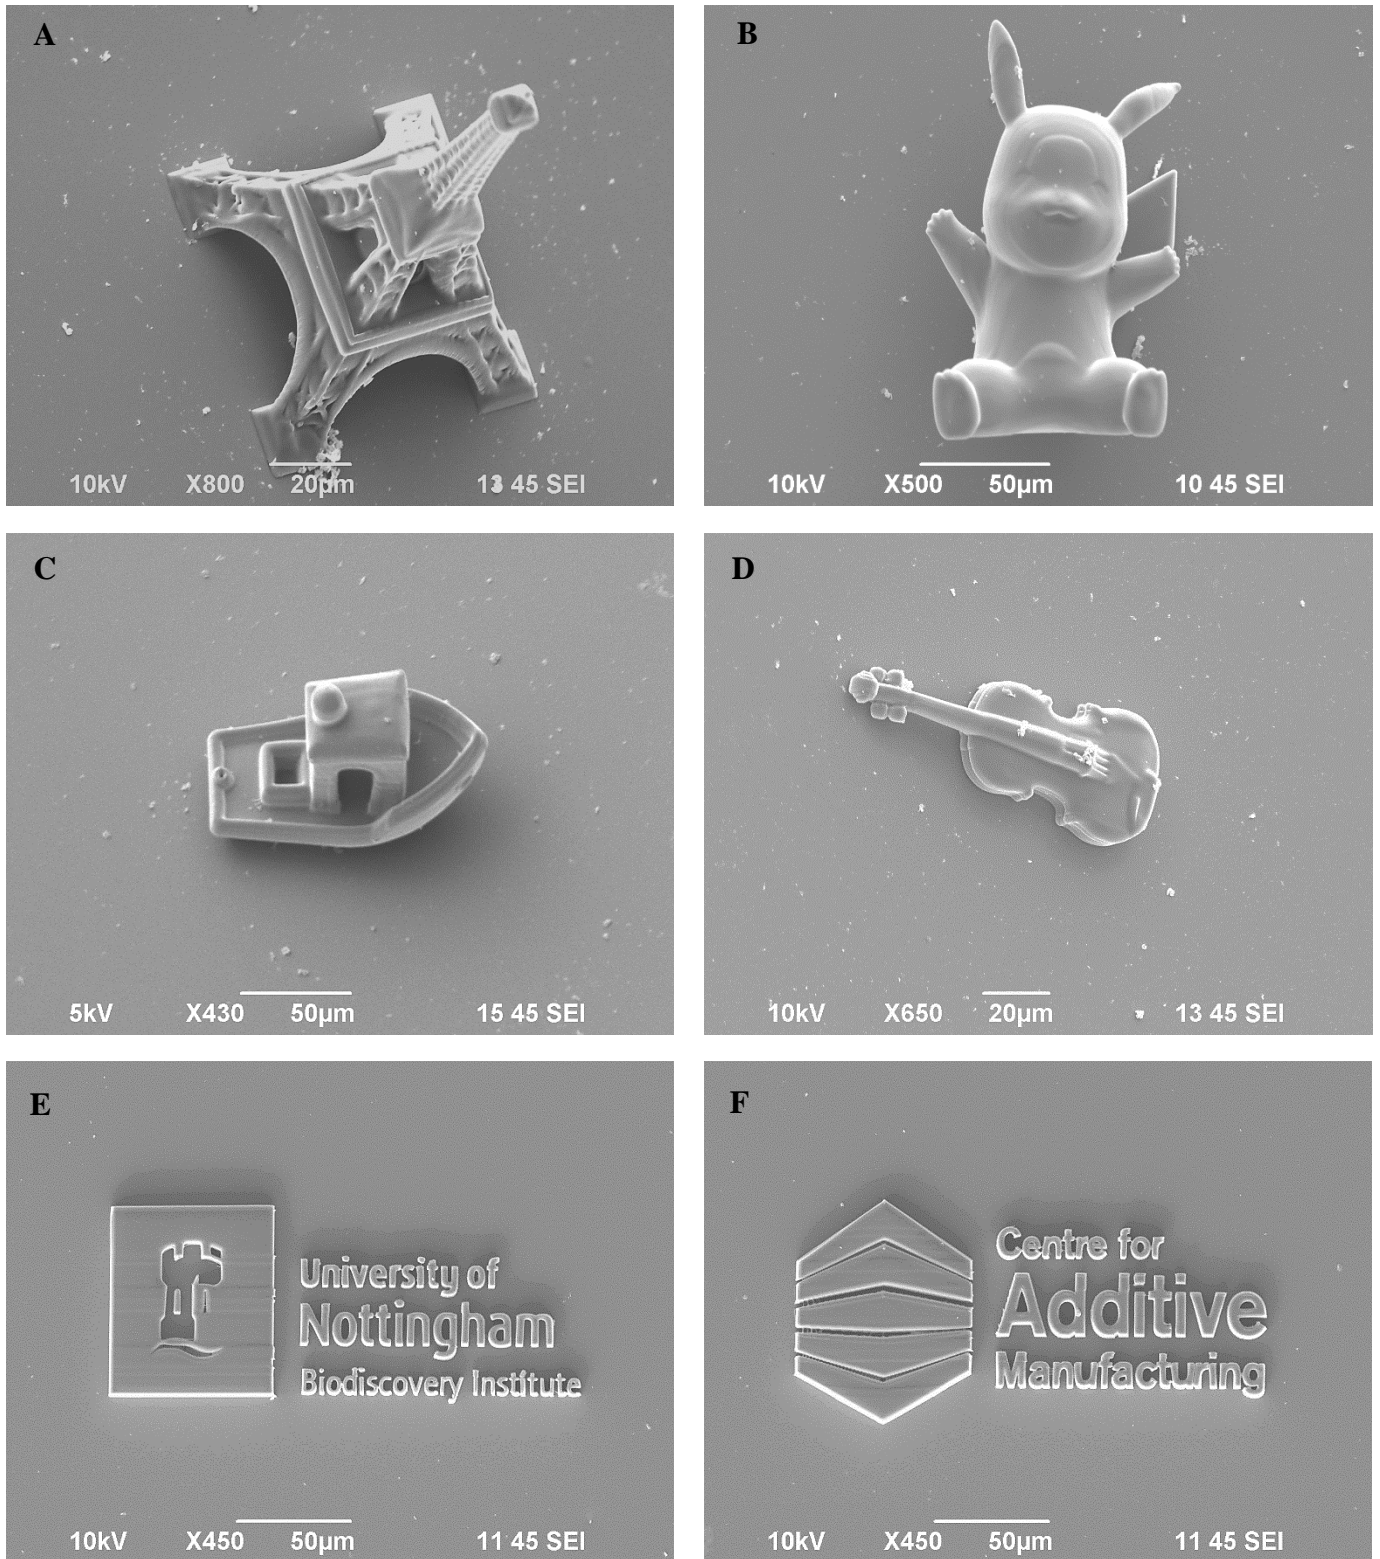 A
10kV X800 20µm 13 45 SEI
B
10kV X500 50µm 10 45 SEI
C
5kV X430 50µm 15 45 SEI
D
10kV X650 20µm 13 45 SEI
E
University of
Nottingham
Biodiscovery Institute
10kV X450 50µm 11 45 SEI
F
Centre for
Additive
Manufacturing
10kV X450 50µm 11 45 SEI